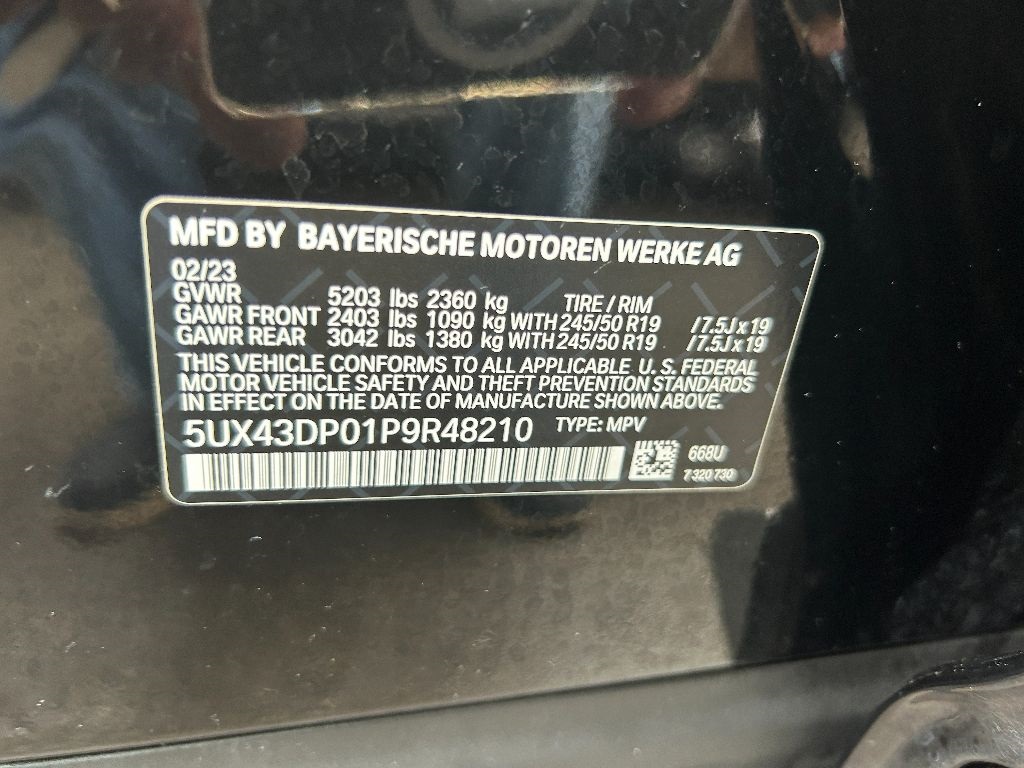 MFD BY BAYERISCHE MOTOREN WERKE AG
02/23
GVWR 5203 lbs 2360 kg TIRE / RIM
GAWR FRONT 2403 lbs 1090 kg WITH 245/50 R19 /7.5J x 19
GAWR REAR 3042 lbs 1380 kg WITH 245/50 R19 /7.5J x 19
THIS VEHICLE CONFORMS TO ALL APPLICABLE U. S. FEDERAL
MOTOR VEHICLE SAFETY AND THEFT PREVENTION STANDARDS
IN EFFECT ON THE DATE OF MANUFACTURE SHOWN ABOVE.
5UX43DP01P9R48210 TYPE: MPV
668U
7 320 730